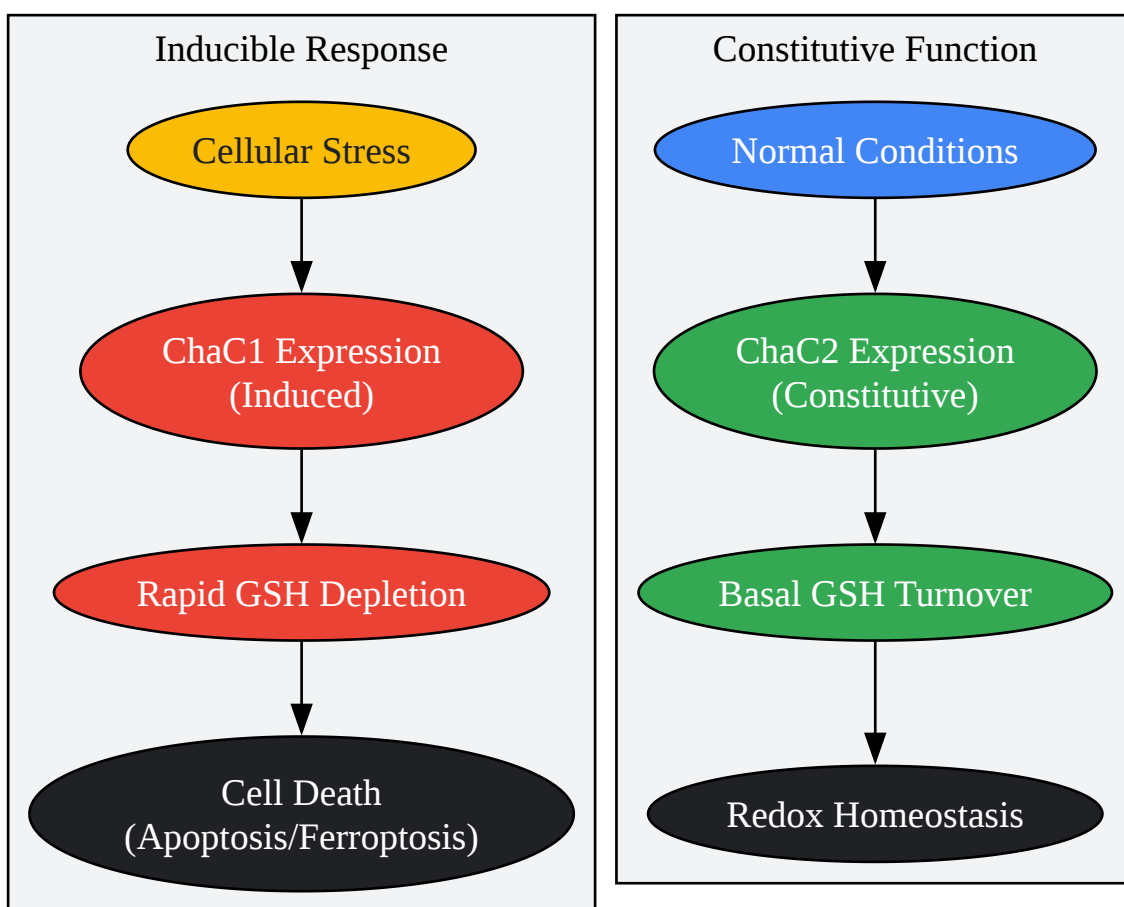 Inducible Response
Cellular Stress
ChaC1 Expression
(Induced)
Rapid GSH Depletion
Cell Death
(Apoptosis/Ferroptosis)
Constitutive Function
Normal Conditions
ChaC2 Expression
(Constitutive)
Basal GSH Turnover
Redox Homeostasis